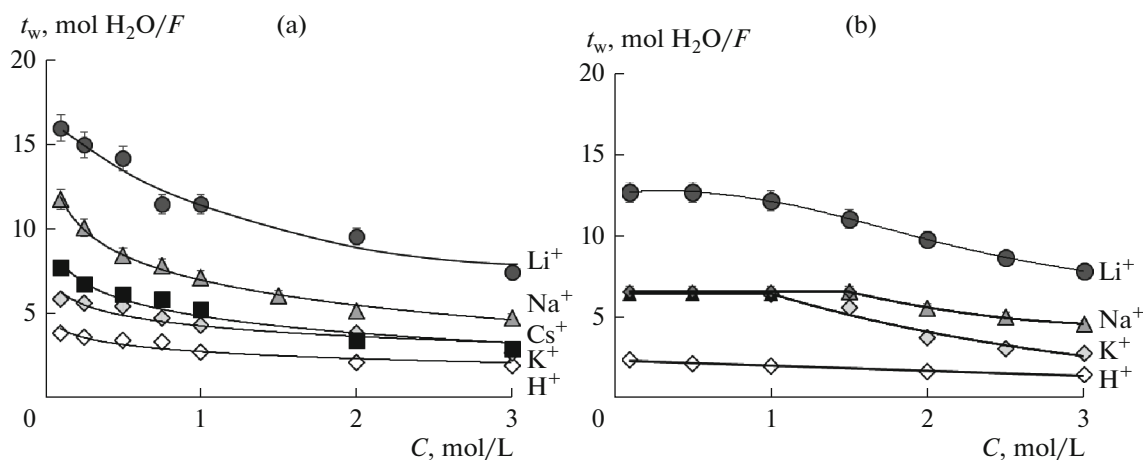 t_w, mol H₂O/F
(a)
20
15
10
5
0
1
2
3
C, mol/L
Li⁺
Na⁺
Cs⁺
K⁺
H⁺
t_w, mol H₂O/F
(b)
20
15
10
5
0
1
2
3
C, mol/L
Li⁺
Na⁺
K⁺
H⁺